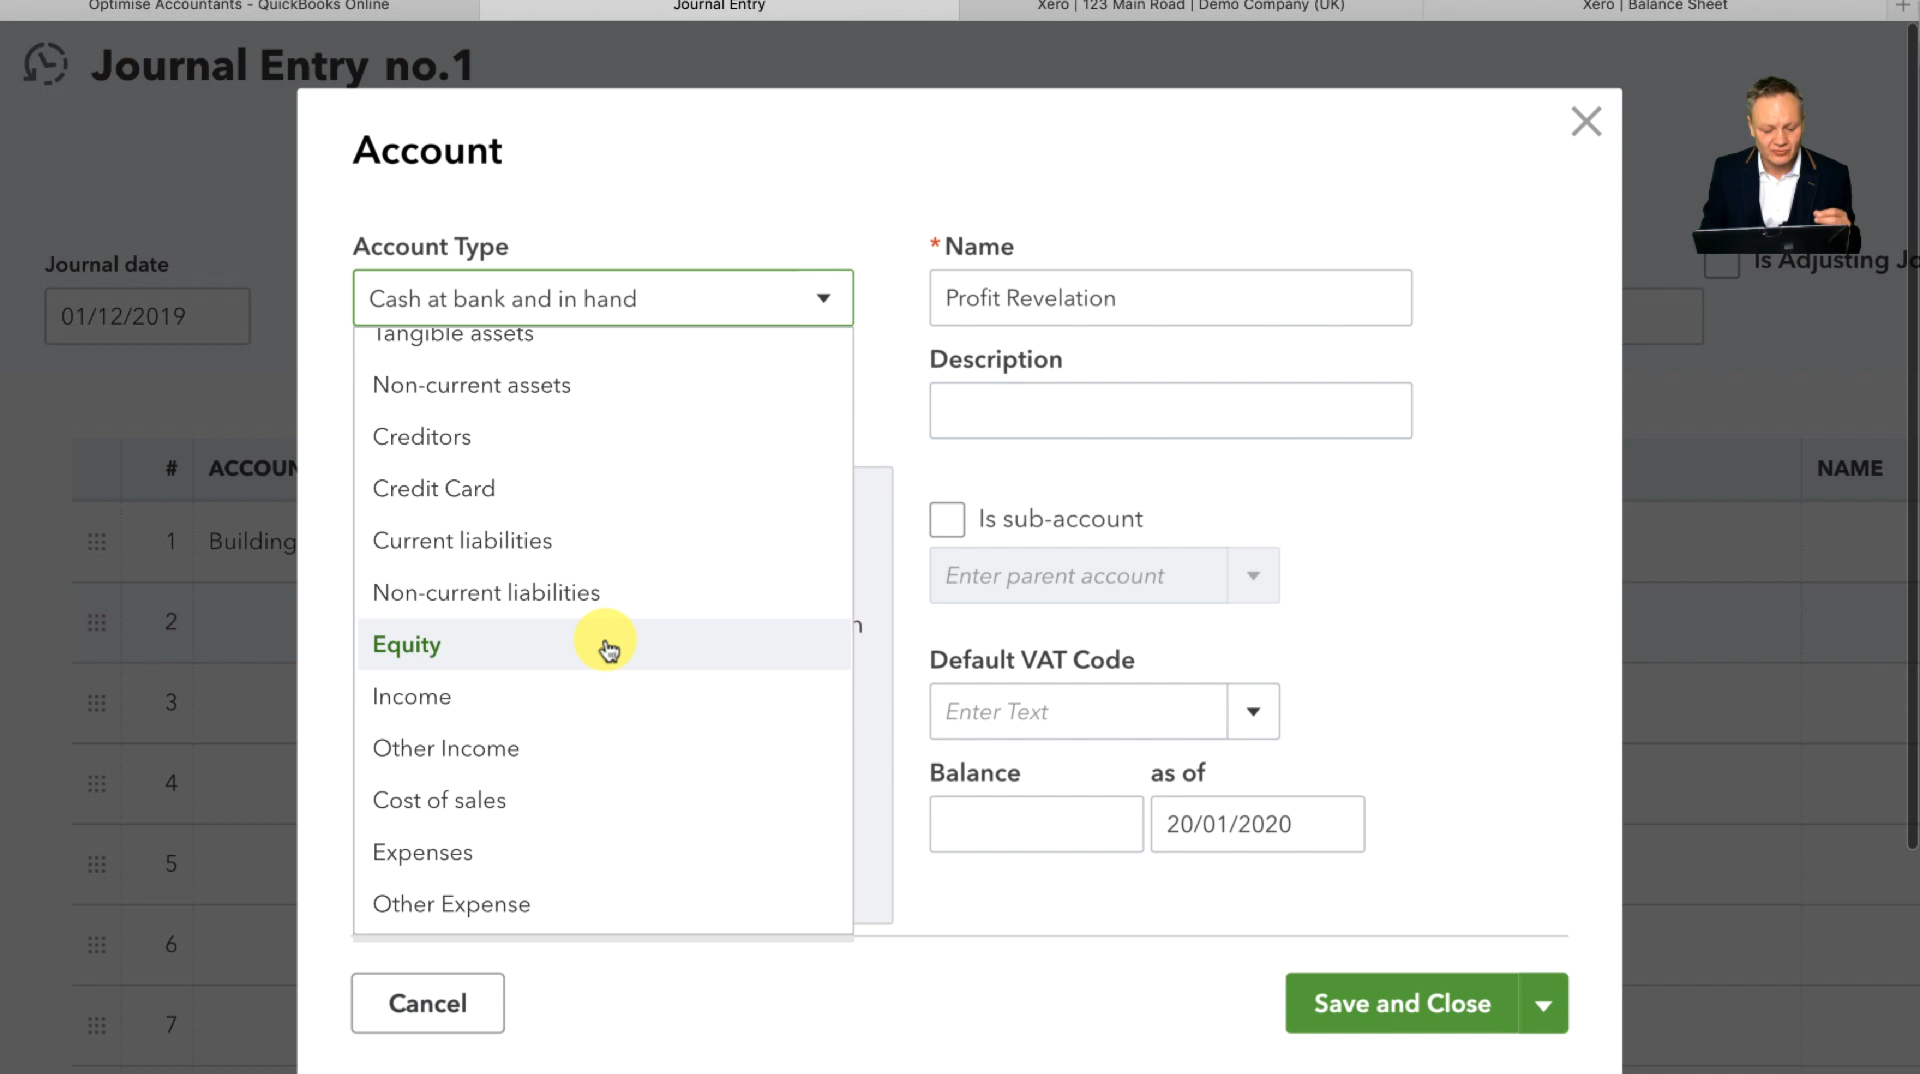 Optimise Accountants - QuickBooks Online
Journal Entry
Xero | 123 Main Road | Demo Company (UK)
Xero | Balance Sheet
Journal Entry no.1
Account
Account Type
*Name
Journal date
Is Adjusting Jo
Cash at bank and in hand
Profit Revelation
01/12/2019
Tangible assets
Description
Non-current assets
Creditors
# ACCOUN
NAME
Credit Card
Is sub-account
1 Building
Current liabilities
Enter parent account
Non-current liabilities
2
n
Equity
Default VAT Code
Income
3
Enter Text
Other Income
Balance
as of
4
Cost of sales
20/01/2020
Expenses
5
Other Expense
6
Cancel
Save and Close
7